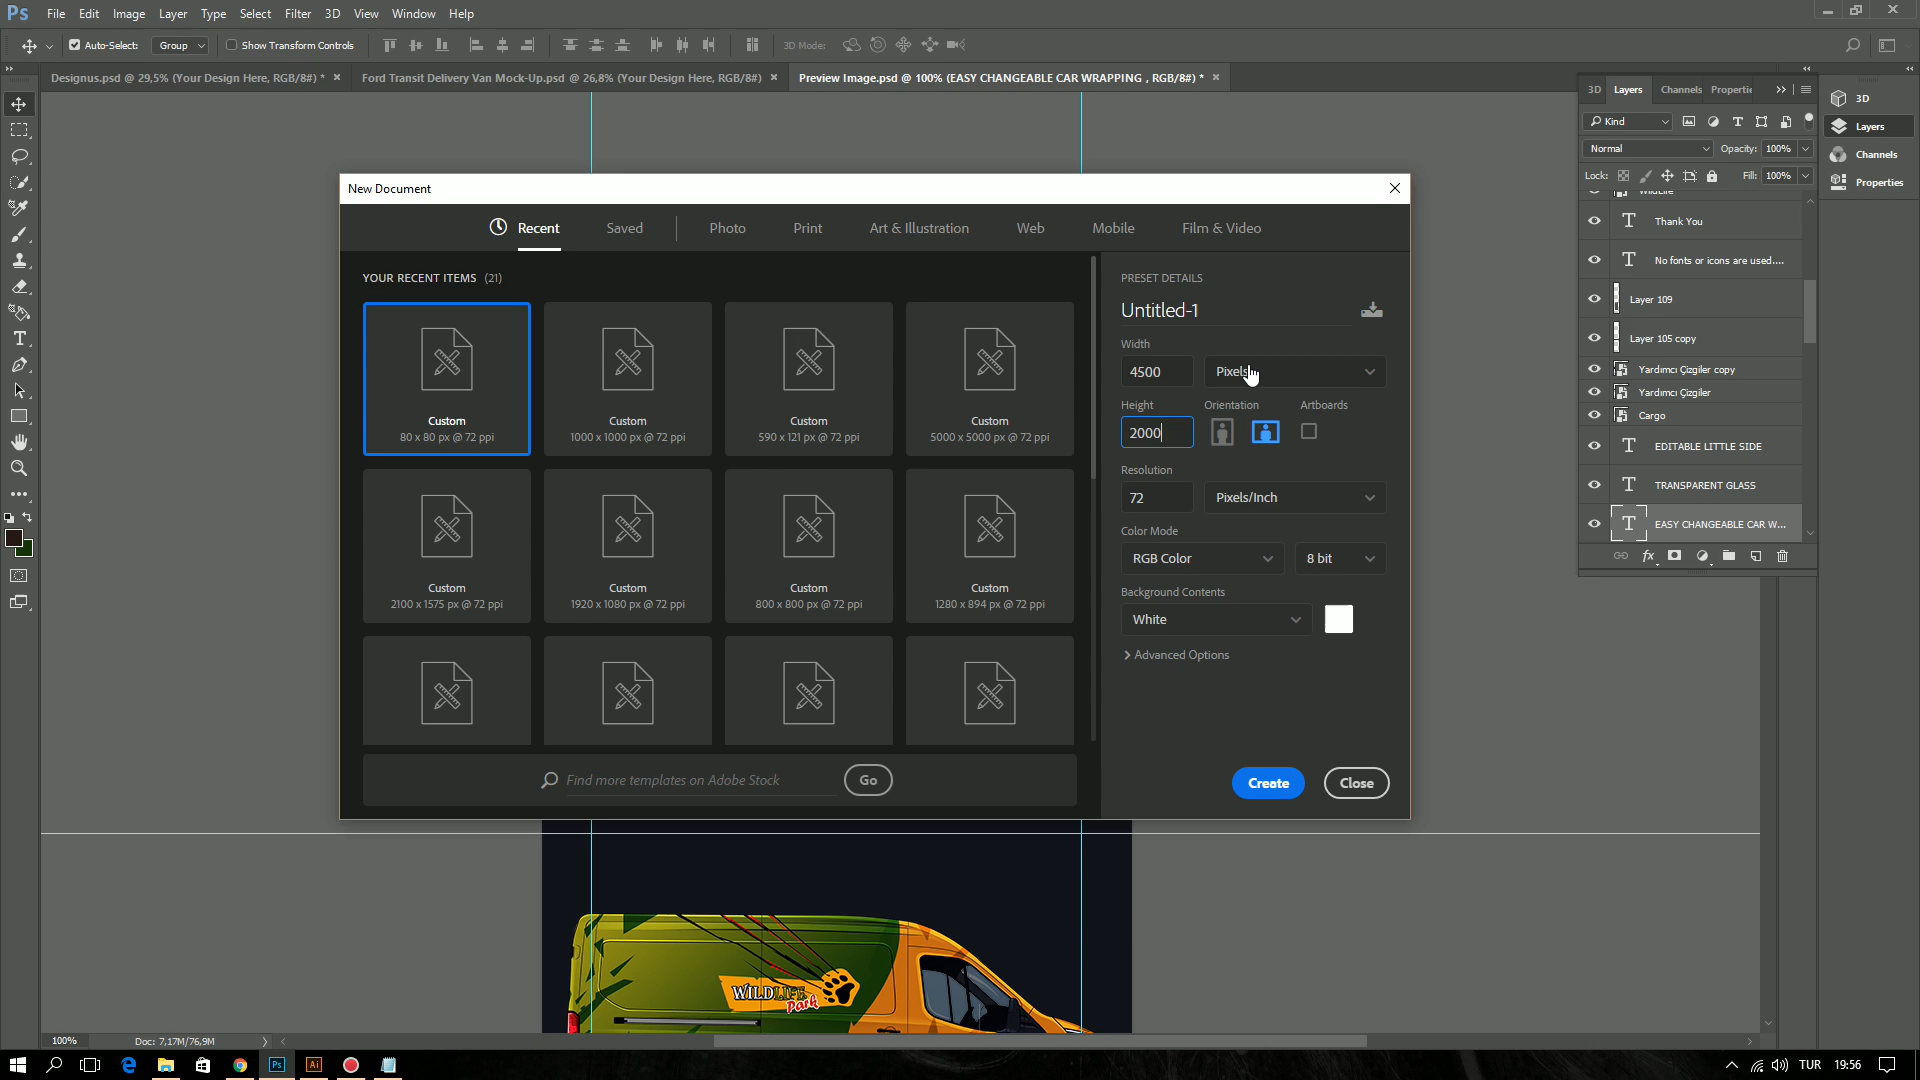 Ps File Edit Image Layer Type Select Filter 3D View Window Help
Auto-Select: Group Show Transform Controls 3D Mode:
Designus.psd @ 29,5% (Your Design Here, RGB/8#) * × Ford Transit Delivery Van Mock-Up.psd @ 26,8% (Your Design Here, RGB/8#) × Preview Image.psd @ 100% (EASY CHANGEABLE CAR WRAPPING , RGB/8#) * ×
New Document
Recent Saved Photo Print Art & Illustration Web Mobile Film & Video
YOUR RECENT ITEMS (21)
Custom
80 x 80 px @ 72 ppi
Custom
1000 x 1000 px @ 72 ppi
Custom
590 x 121 px @ 72 ppi
Custom
5000 x 5000 px @ 72 ppi
Custom
2100 x 1575 px @ 72 ppi
Custom
1920 x 1080 px @ 72 ppi
Custom
800 x 800 px @ 72 ppi
Custom
1280 x 894 px @ 72 ppi
Find more templates on Adobe Stock Go
PRESET DETAILS
Untitled-1
Width
4500 Pixels
Height Orientation Artboards
2000
Resolution
72 Pixels/Inch
Color Mode
RGB Color 8 bit
Background Contents
White
Advanced Options
Create Close
3D Layers Channels Propertie
Kind
Normal Opacity: 100%
Lock: Fill: 100%
Thank You
No fonts or icons are used....
Layer 109
Layer 105 copy
Yardımcı Çizgiler copy
Yardımcı Çizgiler
Cargo
EDITABLE LITTLE SIDE
TRANSPARENT GLASS
EASY CHANGEABLE CAR W...
fx
3D
Layers
Channels
Properties
WILDLIFE
Park
100% Doc: 7,17M/76,9M
Ps Ai TUR 19:56